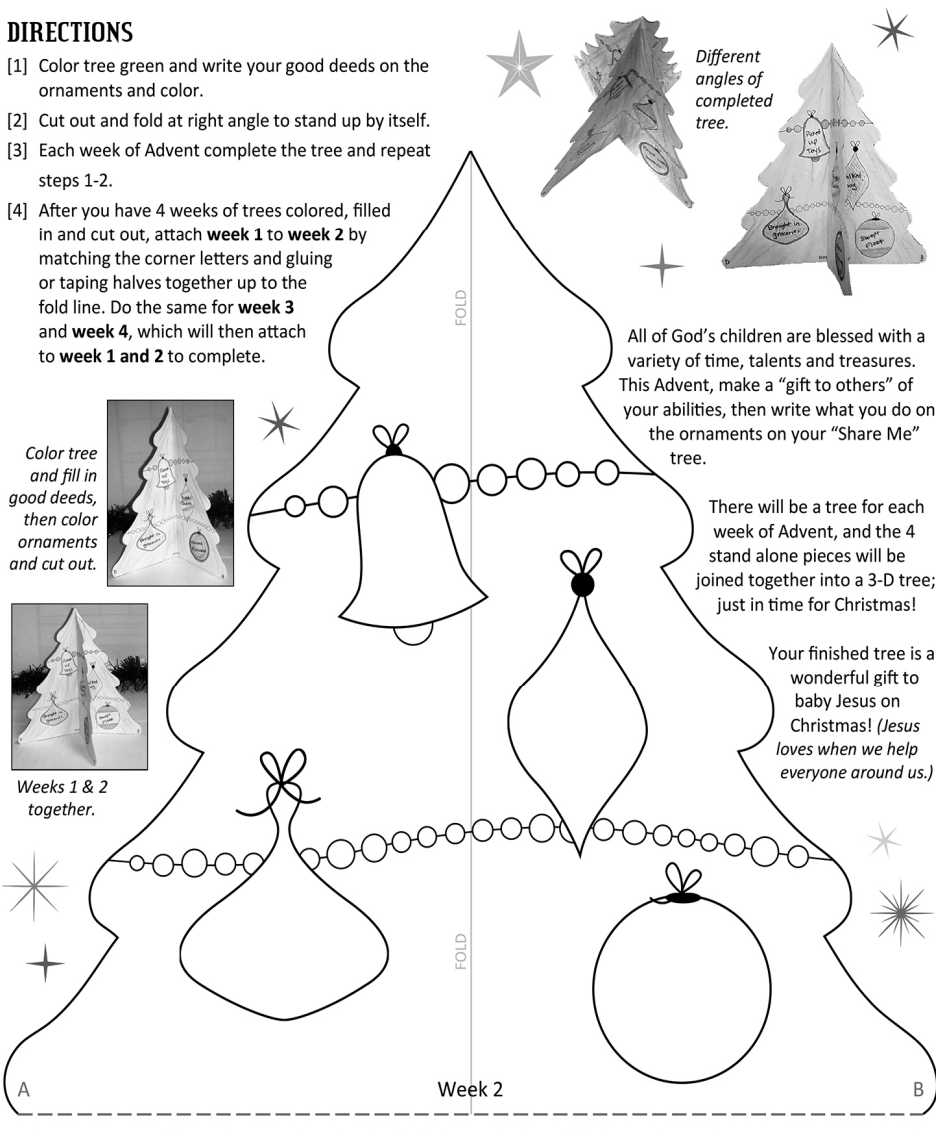 DIRECTIONS
[1] Color tree green and write your good deeds on the
ornaments and color.
[2] Cut out and fold at right angle to stand up by itself.
[3] Each week of Advent complete the tree and repeat
steps 1-2.
[4] After you have 4 weeks of trees colored, filled
in and cut out, attach week 1 to week 2 by
matching the corner letters and gluing
or taping halves together up to the
fold line. Do the same for week 3
and week 4, which will then attach
to week 1 and 2 to complete.
Different
angles of
completed
tree.
Picked
up
Toys
Brought in
groceries
Swept
Floor
D
B
FOLD
All of God's children are blessed with a
variety of time, talents and treasures.
This Advent, make a “gift to others” of
your abilities, then write what you do on
the ornaments on your “Share Me”
tree.
Color tree
and fill in
good deeds,
then color
ornaments
and cut out.
There will be a tree for each
week of Advent, and the 4
stand alone pieces will be
joined together into a 3-D tree;
just in time for Christmas!
Your finished tree is a
wonderful gift to
baby Jesus on
Christmas! (Jesus
loves when we help
everyone around us.)
Weeks 1 & 2
together.
FOLD
A
Week 2
B